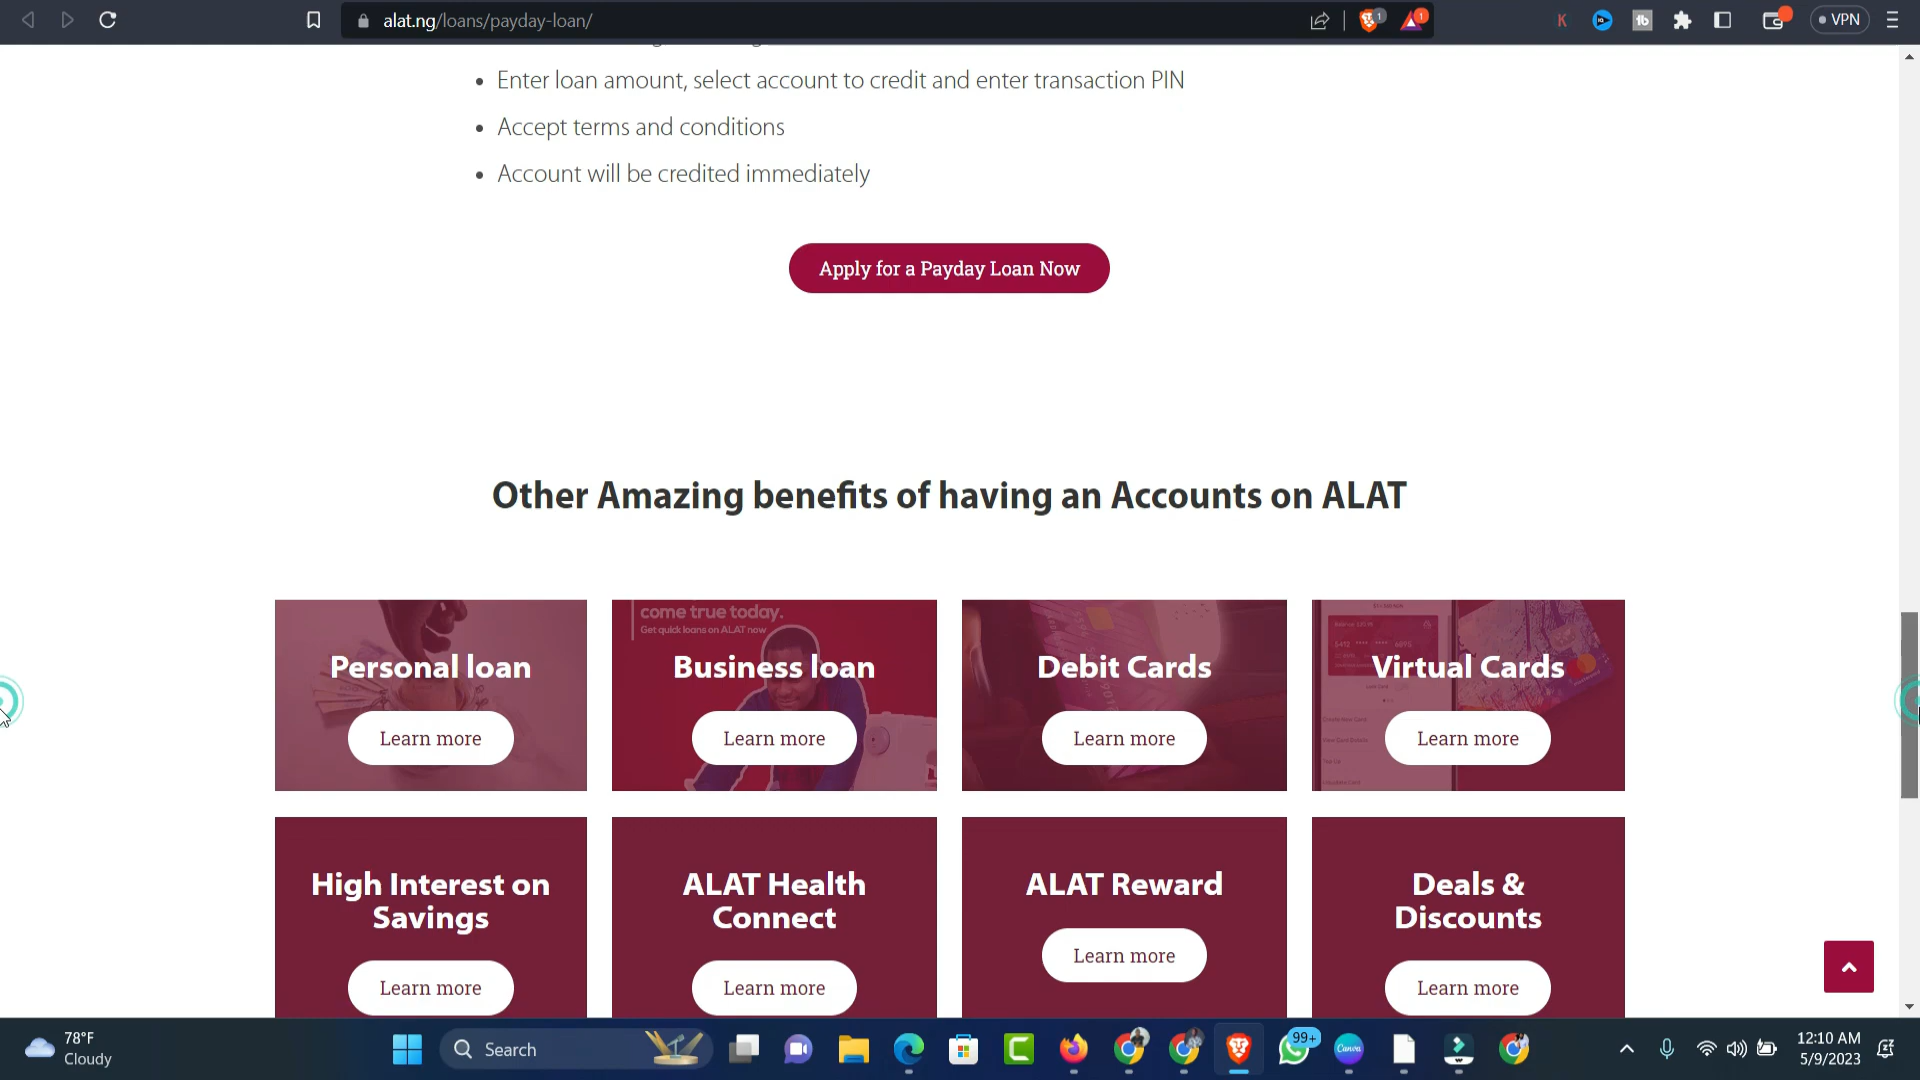 alat.ng/loans/payday-loan/
1
1
K
tb
VPN
Enter loan amount, select account to credit and enter transaction PIN
Accept terms and conditions
Account will be credited immediately
Apply for a Payday Loan Now
Other Amazing benefits of having an Accounts on ALAT
Personal loan
Learn more
come true today.
Get quick loans on ALAT now
Business loan
Learn more
Debit Cards
Learn more
Virtual Cards
Learn more
High Interest on
Savings
Learn more
ALAT Health
Connect
Learn more
ALAT Reward
Learn more
Deals &
Discounts
Learn more
78°F
Cloudy
Search
99+
Canva
12:10 AM
5/9/2023